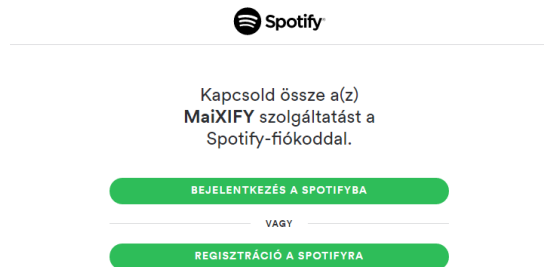 Spotify
Kapcsold össze a(z)
MaiXIFY szolgáltatást a
Spotify-fiókoddal.
BEJELENTKEZÉS A SPOTIFYBA
VAGY
REGISZTRÁCIÓ A SPOTIFYRA